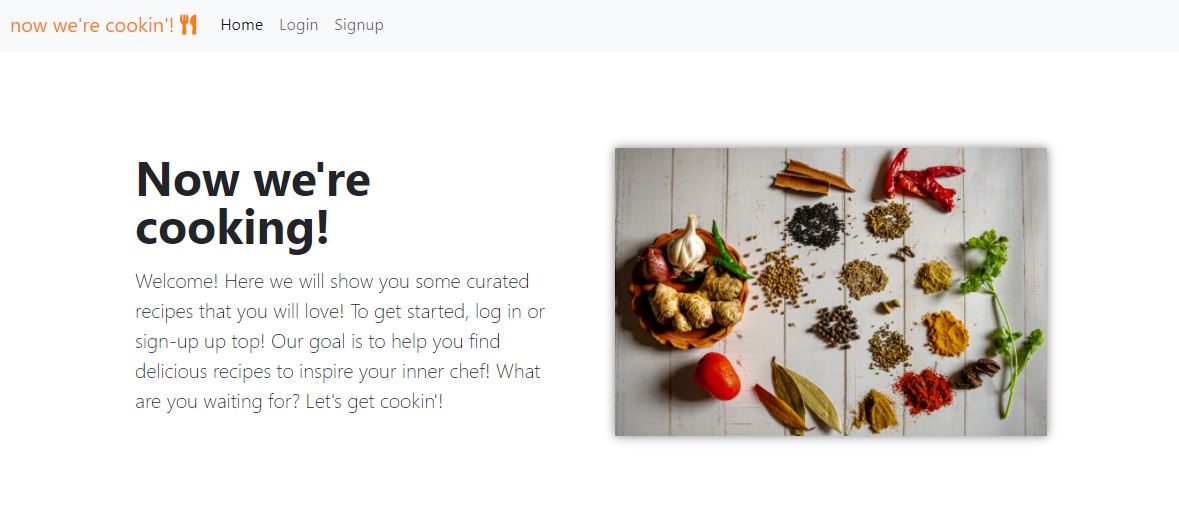 now we're cookin'! Home Login Signup
Now we're
cooking!
Welcome! Here we will show you some curated
recipes that you will love! To get started, log in or
sign-up up top! Our goal is to help you find
delicious recipes to inspire your inner chef! What
are you waiting for? Let's get cookin'!